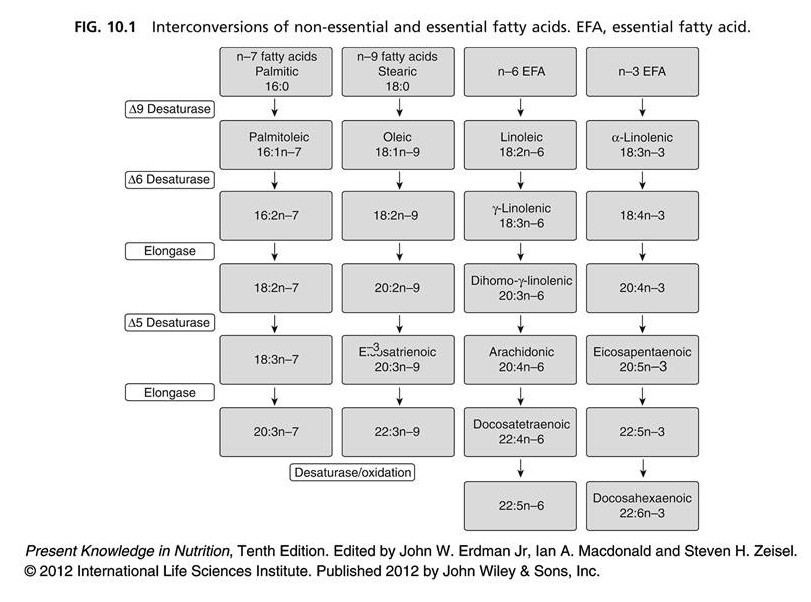 FIG. 10.1 Interconversions of non-essential and essential fatty acids. EFA, essential fatty acid.
n–7 fatty acids
Palmitic
16:0
n–9 fatty acids
Stearic
18:0
n–6 EFA
n–3 EFA
Δ9 Desaturase
Palmitoleic
16:1n–7
Oleic
18:1n–9
Linoleic
18:2n–6
α-Linolenic
18:3n–3
Δ6 Desaturase
16:2n–7
18:2n–9
γ-Linolenic
18:3n–6
18:4n–3
Elongase
18:2n–7
20:2n–9
Dihomo-γ-linolenic
20:3n–6
20:4n–3
Δ5 Desaturase
18:3n–7
20:3n–9
Arachidonic
20:4n–6
Eicosapentaenoic
20:5n–3
Elongase
20:3n–7
22:3n–9
Docosatetraenoic
22:4n–6
22:5n–3
Desaturase/oxidation
22:5n–6
Docosahexaenoic
22:6n–3
Present Knowledge in Nutrition, Tenth Edition. Edited by John W. Erdman Jr, Ian A. Macdonald and Steven H. Zeisel.
© 2012 International Life Sciences Institute. Published 2012 by John Wiley & Sons, Inc.